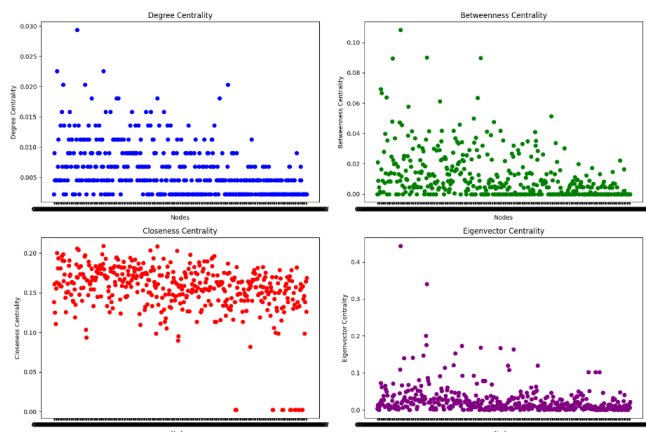 Degree Centrality
0.030
0.025
0.020
0.015
0.010
0.005
Degree Centrality
Nodes
Betweenness Centrality
0.10
0.08
0.06
0.04
0.02
0.00
Betweenness Centrality
Nodes
Closeness Centrality
0.20
0.15
0.10
0.05
0.00
Closeness Centrality
Eigenvector Centrality
0.4
0.3
0.2
0.1
0.0
Eigenvector Centrality